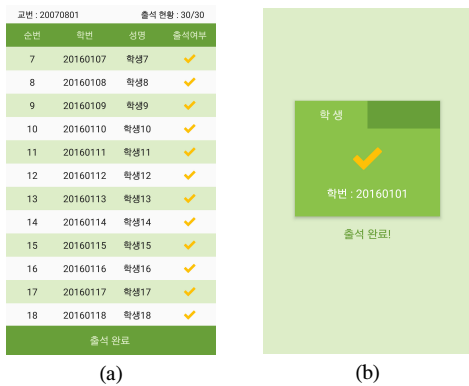 교번 : 20070801 출석 현황 : 30/30
순번 학번 성명 출석여부
7 20160107 학생7
8 20160108 학생8
9 20160109 학생9
10 20160110 학생10
11 20160111 학생11
12 20160112 학생12
13 20160113 학생13
14 20160114 학생14
15 20160115 학생15
16 20160116 학생16
17 20160117 학생17
18 20160118 학생18
출석 완료
(a)
학 생
학번 : 20160101
출석 완료!
(b)